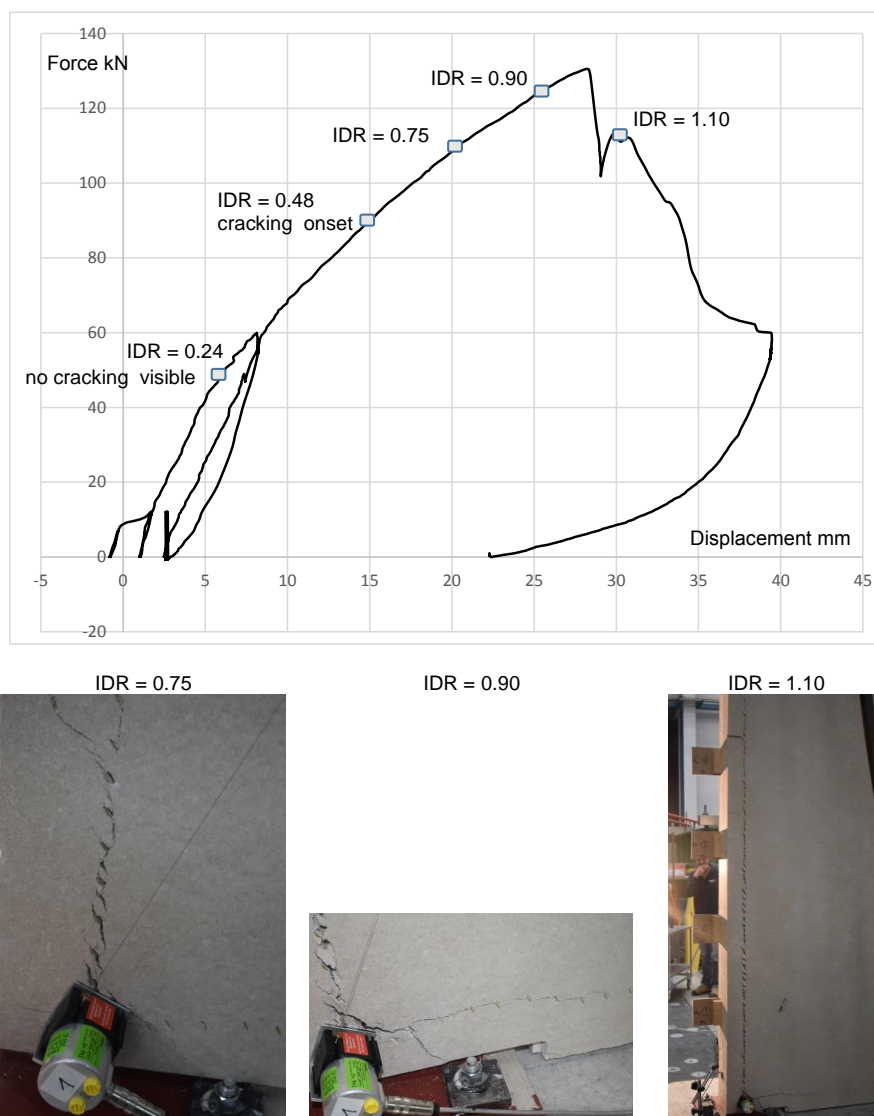 140
Force kN
120
100
80
60
40
20
0
-20
-5
0
5
10
15
20
25
30
35
40
45
IDR = 0.90
IDR = 1.10
IDR = 0.75
IDR = 0.48
cracking onset
IDR = 0.24
no cracking visible
Displacement mm
IDR = 0.75
IDR = 0.90
IDR = 1.10
1
1